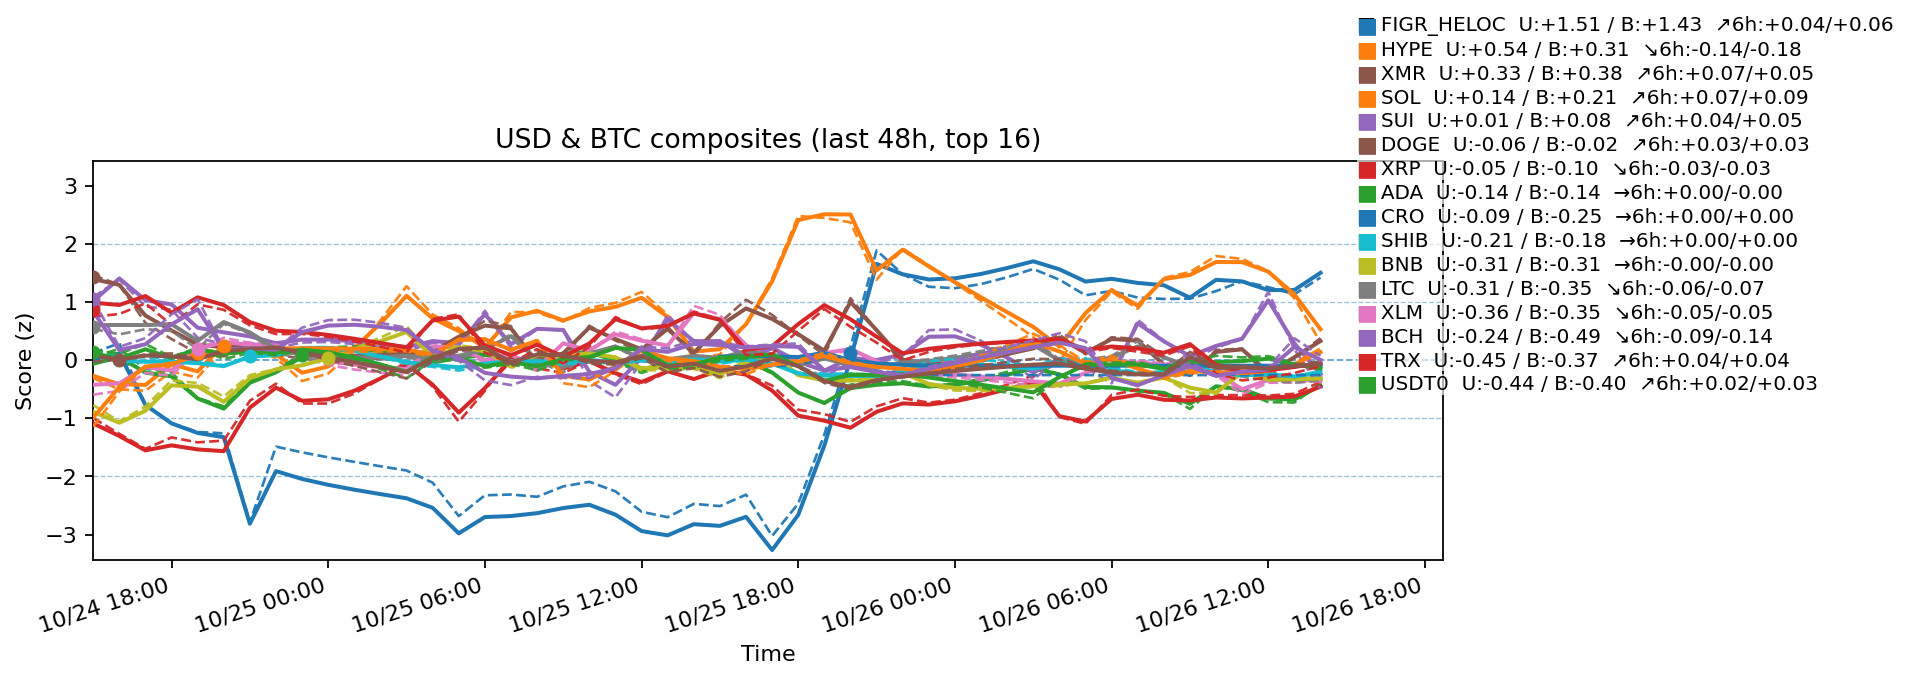 FIGR_HELOC  U:+1.51 / B:+1.43  ↗6h:+0.04/+0.06
HYPE  U:+0.54 / B:+0.31  ↘6h:-0.14/-0.18
XMR  U:+0.33 / B:+0.38  ↗6h:+0.07/+0.05
SOL  U:+0.14 / B:+0.21  ↗6h:+0.07/+0.09
SUI  U:+0.01 / B:+0.08  ↗6h:+0.04/+0.05
DOGE  U:-0.06 / B:-0.02  ↗6h:+0.03/+0.03
XRP  U:-0.05 / B:-0.10  ↘6h:-0.03/-0.03
ADA  U:-0.14 / B:-0.14  →6h:+0.00/-0.00
CRO  U:-0.09 / B:-0.25  →6h:+0.00/+0.00
SHIB  U:-0.21 / B:-0.18  →6h:+0.00/+0.00
BNB  U:-0.31 / B:-0.31  →6h:-0.00/-0.00
LTC  U:-0.31 / B:-0.35  ↘6h:-0.06/-0.07
XLM  U:-0.36 / B:-0.35  ↘6h:-0.05/-0.05
BCH  U:-0.24 / B:-0.49  ↘6h:-0.09/-0.14
TRX  U:-0.45 / B:-0.37  ↗6h:+0.04/+0.04
USDT0  U:-0.44 / B:-0.40  ↗6h:+0.02/+0.03
USD & BTC composites (last 48h, top 16)
Score (z)
3
2
1
0
−1
−2
−3
10/24 18:00
10/25 00:00
10/25 06:00
10/25 12:00
10/25 18:00
10/26 00:00
10/26 06:00
10/26 12:00
10/26 18:00
Time